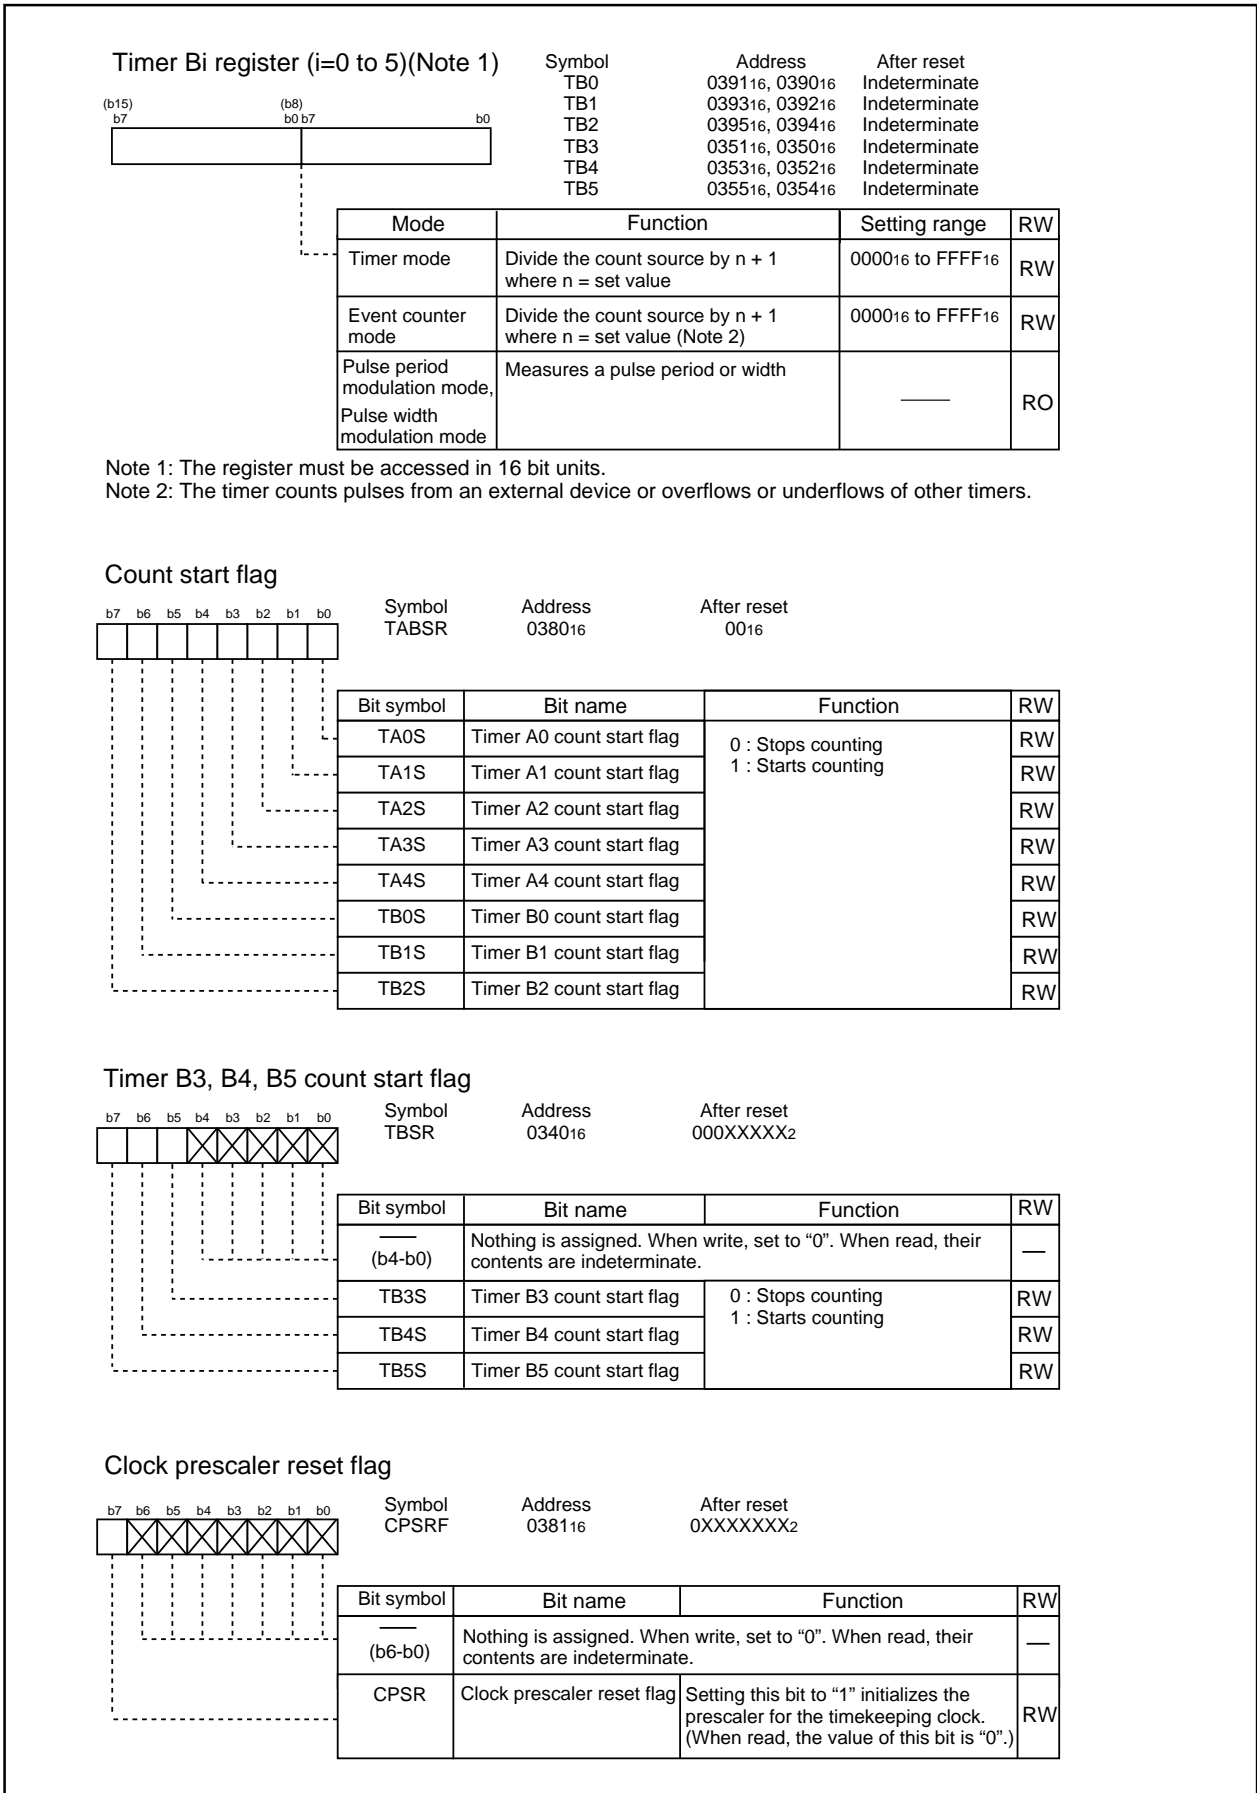 Timer Bi register (i=0 to 5)(Note 1)
Symbol Address After reset
TB0 039116, 039016 Indeterminate
TB1 039316, 039216 Indeterminate
TB2 039516, 039416 Indeterminate
TB3 035116, 035016 Indeterminate
TB4 035316, 035216 Indeterminate
TB5 035516, 035416 Indeterminate
(b15) (b8)
b7 b0 b7 b0
Mode Function Setting range RW
Timer mode Divide the count source by n + 1 000016 to FFFF16 RW
where n = set value
Event counter Divide the count source by n + 1 000016 to FFFF16 RW
mode where n = set value (Note 2)
Pulse period Measures a pulse period or width
modulation mode,
Pulse width RO
modulation mode
Note 1: The register must be accessed in 16 bit units.
Note 2: The timer counts pulses from an external device or overflows or underflows of other timers.
Count start flag
b7 b6 b5 b4 b3 b2 b1 b0
Symbol Address After reset
TABSR 038016 0016
Bit symbol Bit name Function RW
TA0S Timer A0 count start flag 0 : Stops counting RW
TA1S Timer A1 count start flag 1 : Starts counting RW
TA2S Timer A2 count start flag RW
TA3S Timer A3 count start flag RW
TA4S Timer A4 count start flag RW
TB0S Timer B0 count start flag RW
TB1S Timer B1 count start flag RW
TB2S Timer B2 count start flag RW
Timer B3, B4, B5 count start flag
b7 b6 b5 b4 b3 b2 b1 b0
Symbol Address After reset
TBSR 034016 000XXXXX2
Bit symbol Bit name Function RW
— Nothing is assigned. When write, set to “0”. When read, their —
(b4-b0) contents are indeterminate.
TB3S Timer B3 count start flag 0 : Stops counting RW
TB4S Timer B4 count start flag 1 : Starts counting RW
TB5S Timer B5 count start flag RW
Clock prescaler reset flag
b7 b6 b5 b4 b3 b2 b1 b0
Symbol Address After reset
CPSRF 038116 0XXXXXXX2
Bit symbol Bit name Function RW
— Nothing is assigned. When write, set to “0”. When read, their —
(b6-b0) contents are indeterminate.
CPSR Clock prescaler reset flag Setting this bit to “1” initializes the
prescaler for the timekeeping clock. RW
(When read, the value of this bit is “0”.)